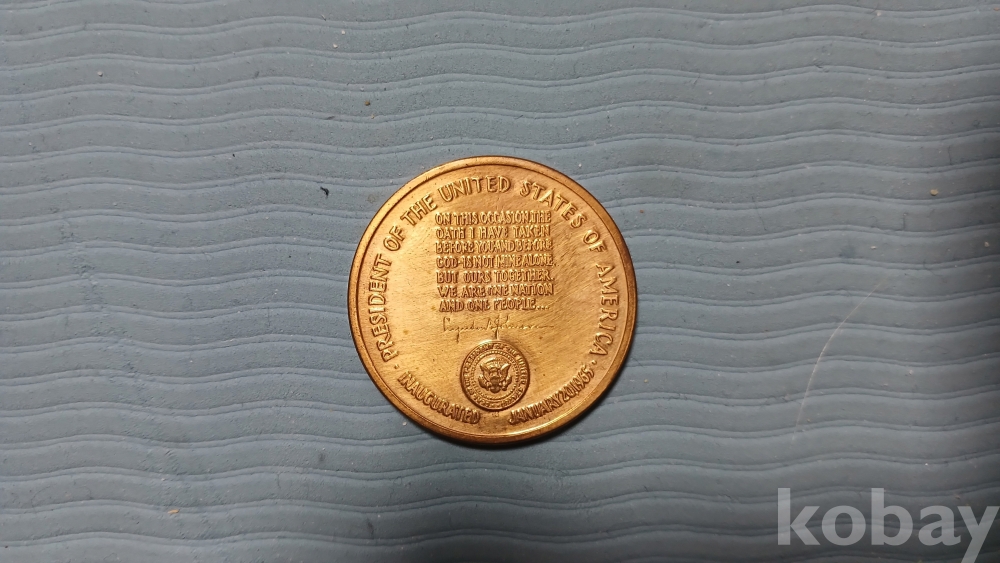 PRESIDENT OF THE UNITED STATES OF AMERICA
ON THIS OCCASION, THE
OATH I HAVE TAKEN
BEFORE YOU AND BEFORE
GOD IS NOT MINE ALONE,
BUT OURS TOGETHER.
WE ARE ONE NATION
AND ONE PEOPLE...
Lyndon B. Johnson
INAUGURATED JANUARY 20, 1965
kobay